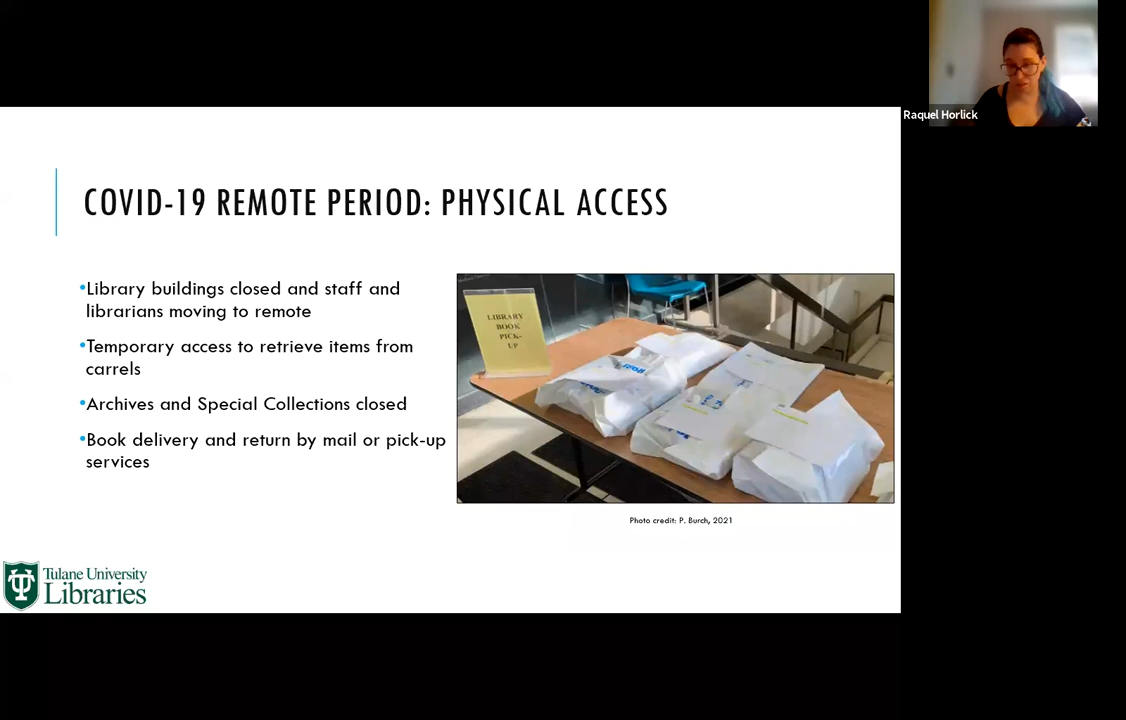 Raquel Horlick
COVID-19 REMOTE PERIOD: PHYSICAL ACCESS
•Library buildings closed and staff and
librarians moving to remote
•Temporary access to retrieve items from
carrels
•Archives and Special Collections closed
•Book delivery and return by mail or pick-up
services
LIBRARY
BOOK
PICK-
UP
Photo credit: P. Burch, 2021
Tulane University
Libraries